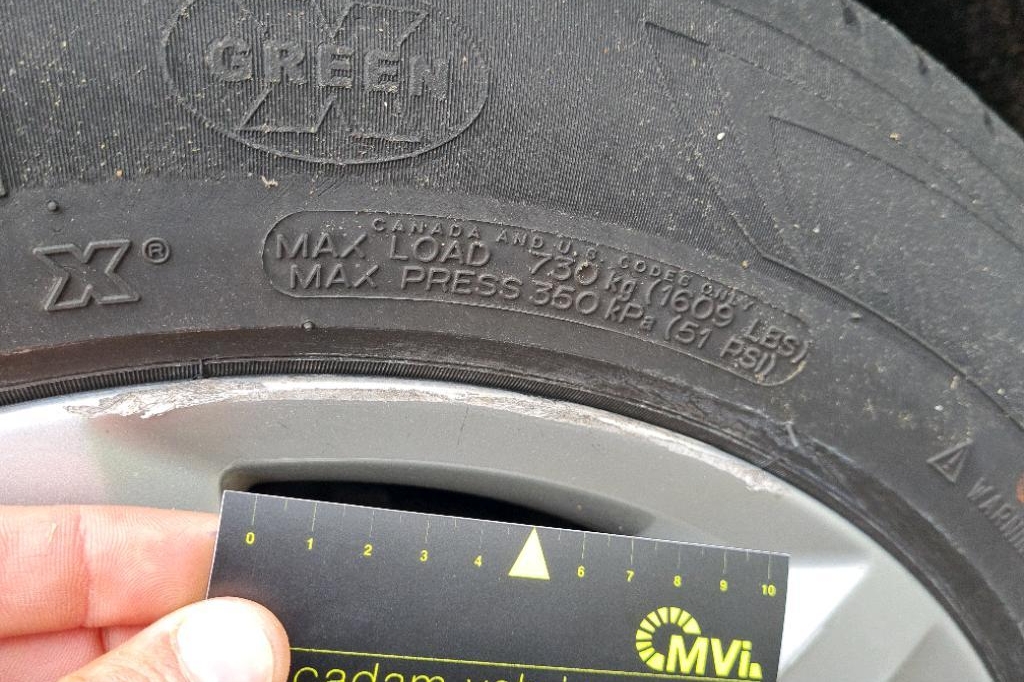 GREEN
X®
CANADA AND U.S. CODES ONLY
MAX LOAD 730 kg (1609 LBS)
MAX PRESS 350 kPa (51 PSI)
0 1 2 3 4 6 7 8 9 10
MVi